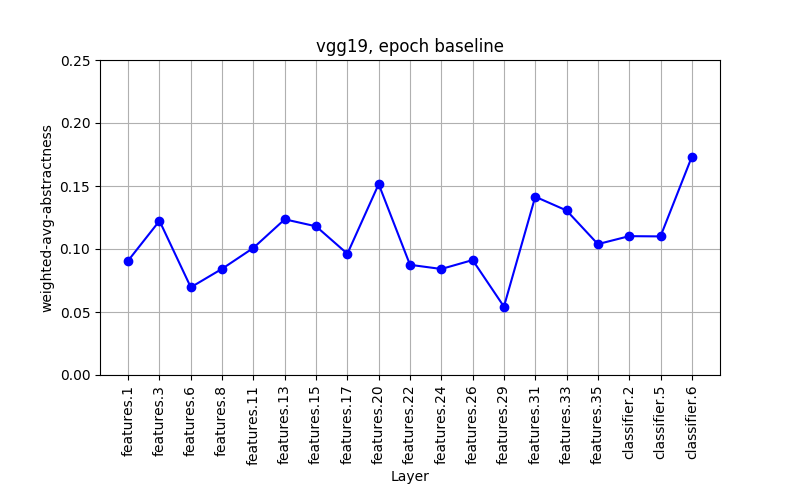 vgg19, epoch baseline
0.25
0.20
0.15
0.10
0.05
0.00
weighted-avg-abstractness
features.1
features.3
features.6
features.8
features.11
features.13
features.15
features.17
features.20
features.22
features.24
features.26
features.29
features.31
features.33
features.35
classifier.2
classifier.5
classifier.6
Layer